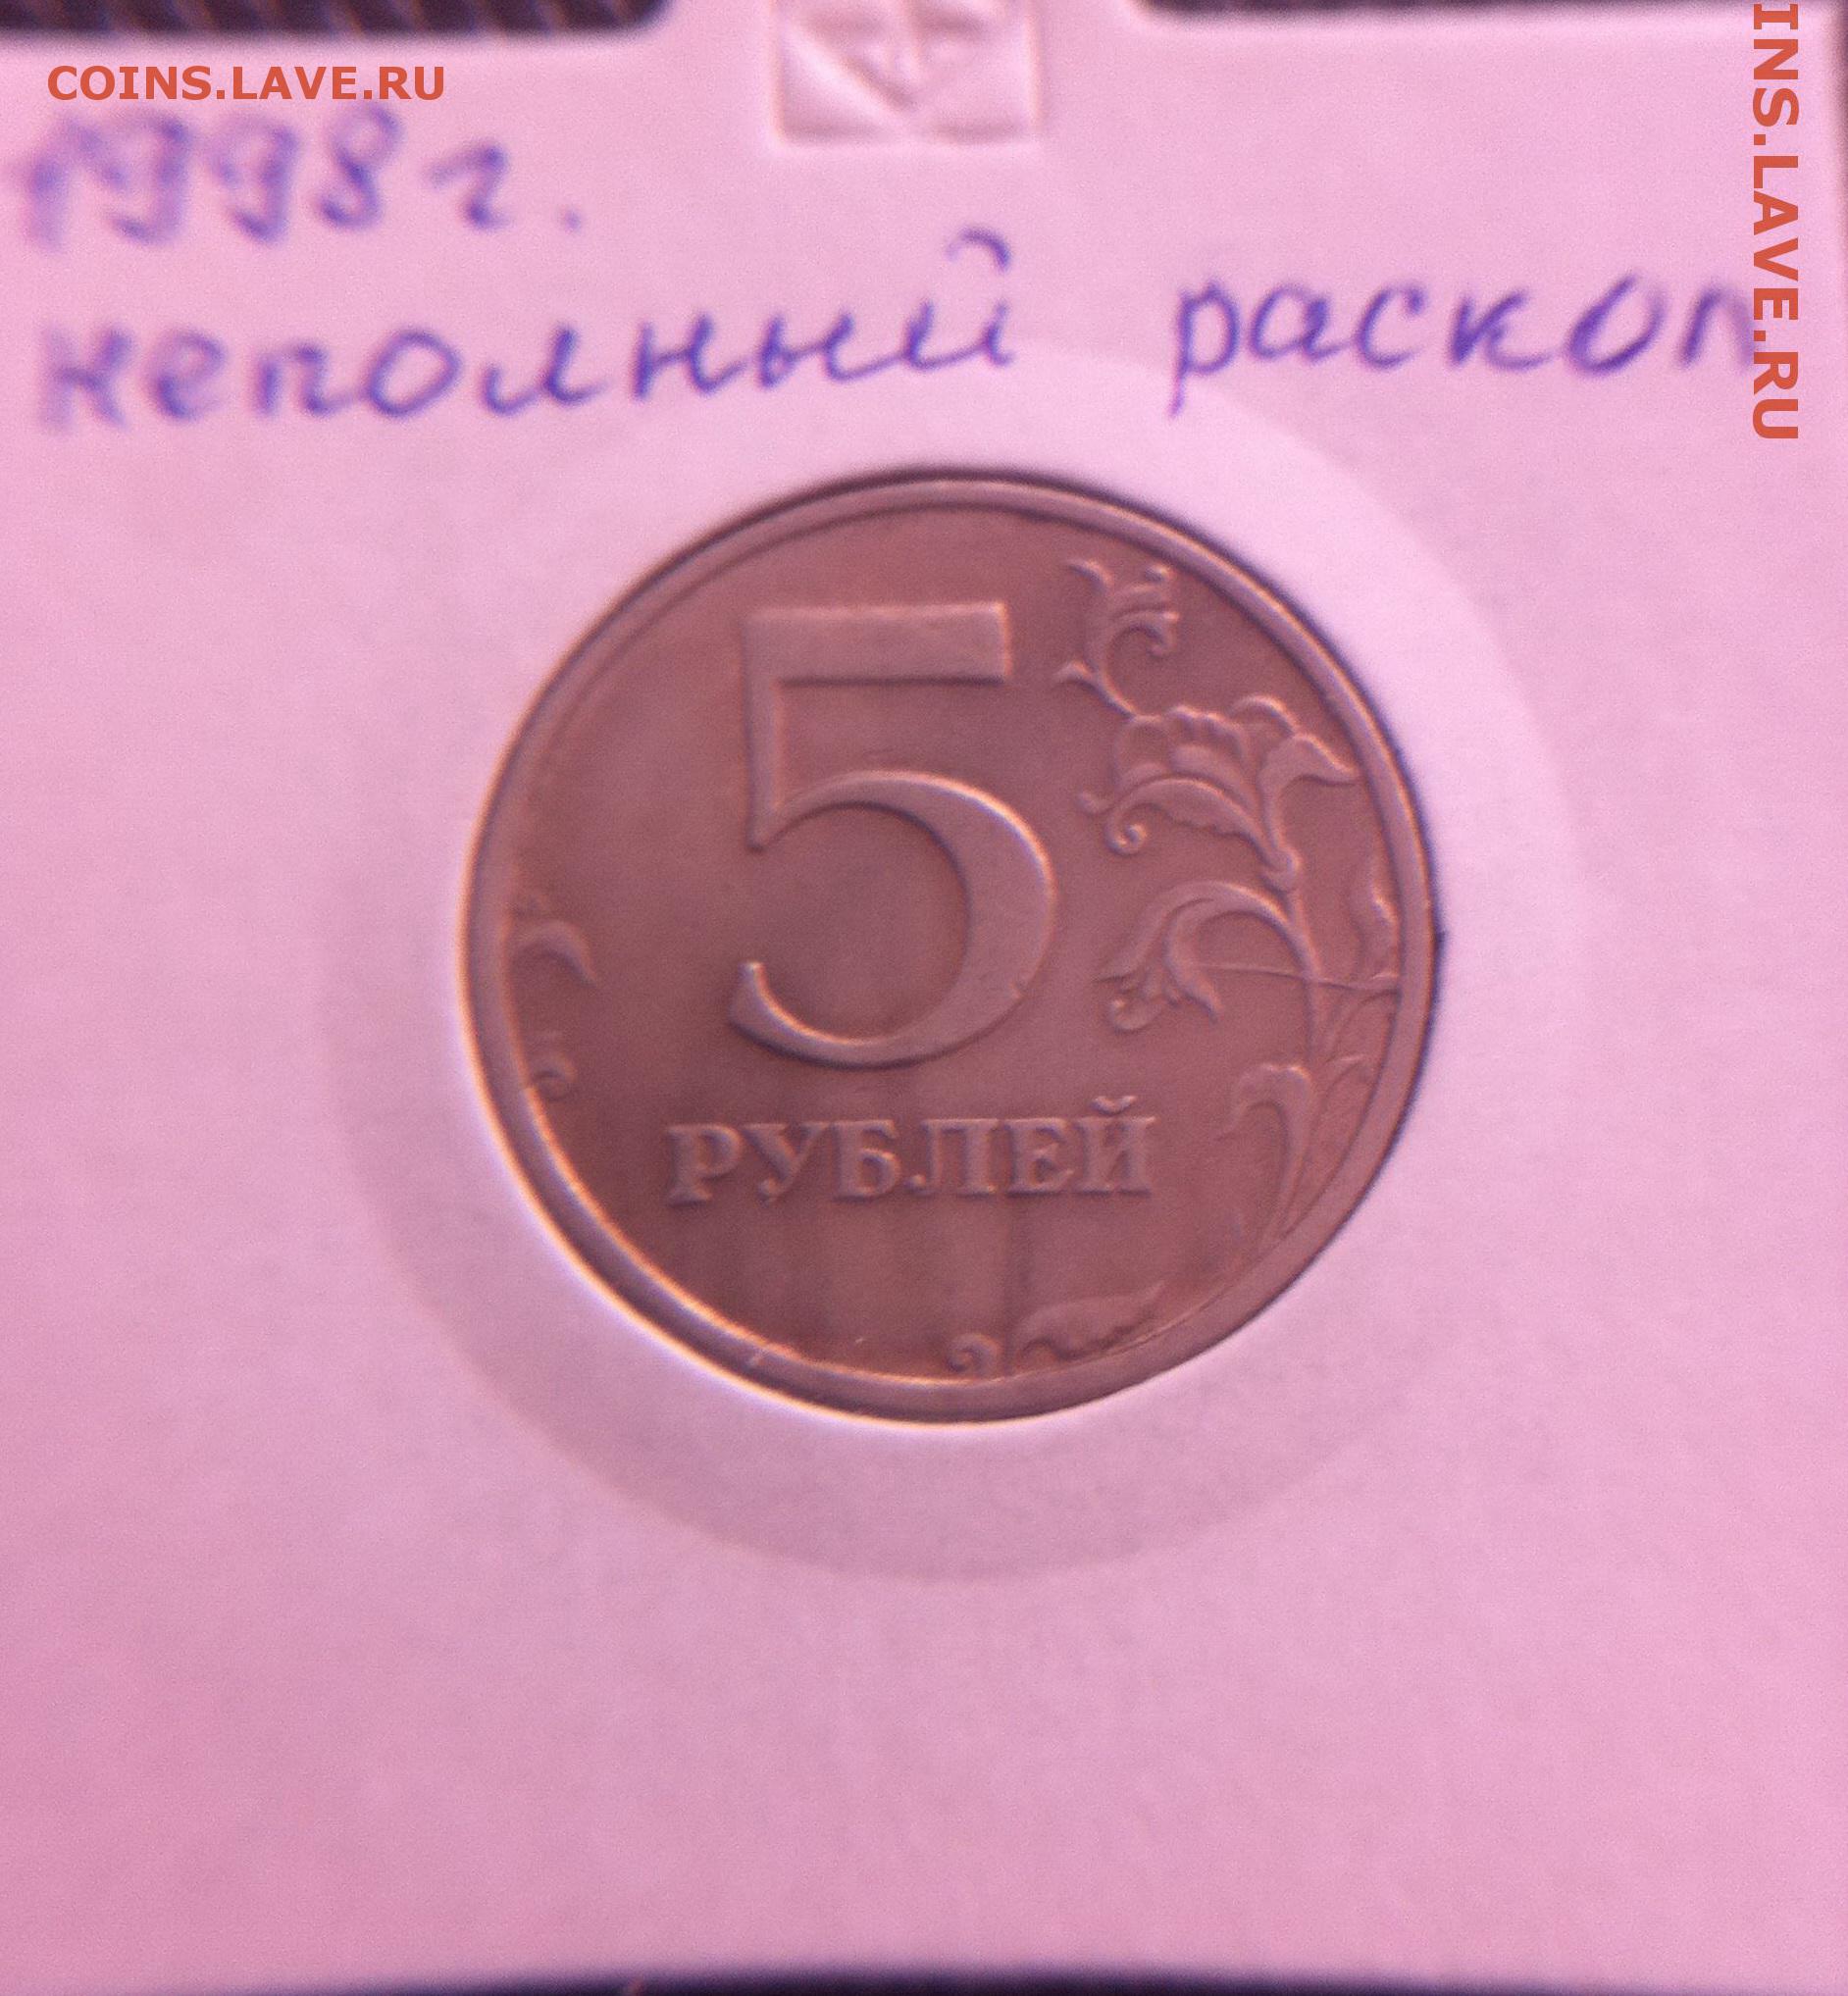 COINS.LAVE.RU
1998г.
неполный раскол
INS.LAVE.RU
5
РУБЛЕЙ